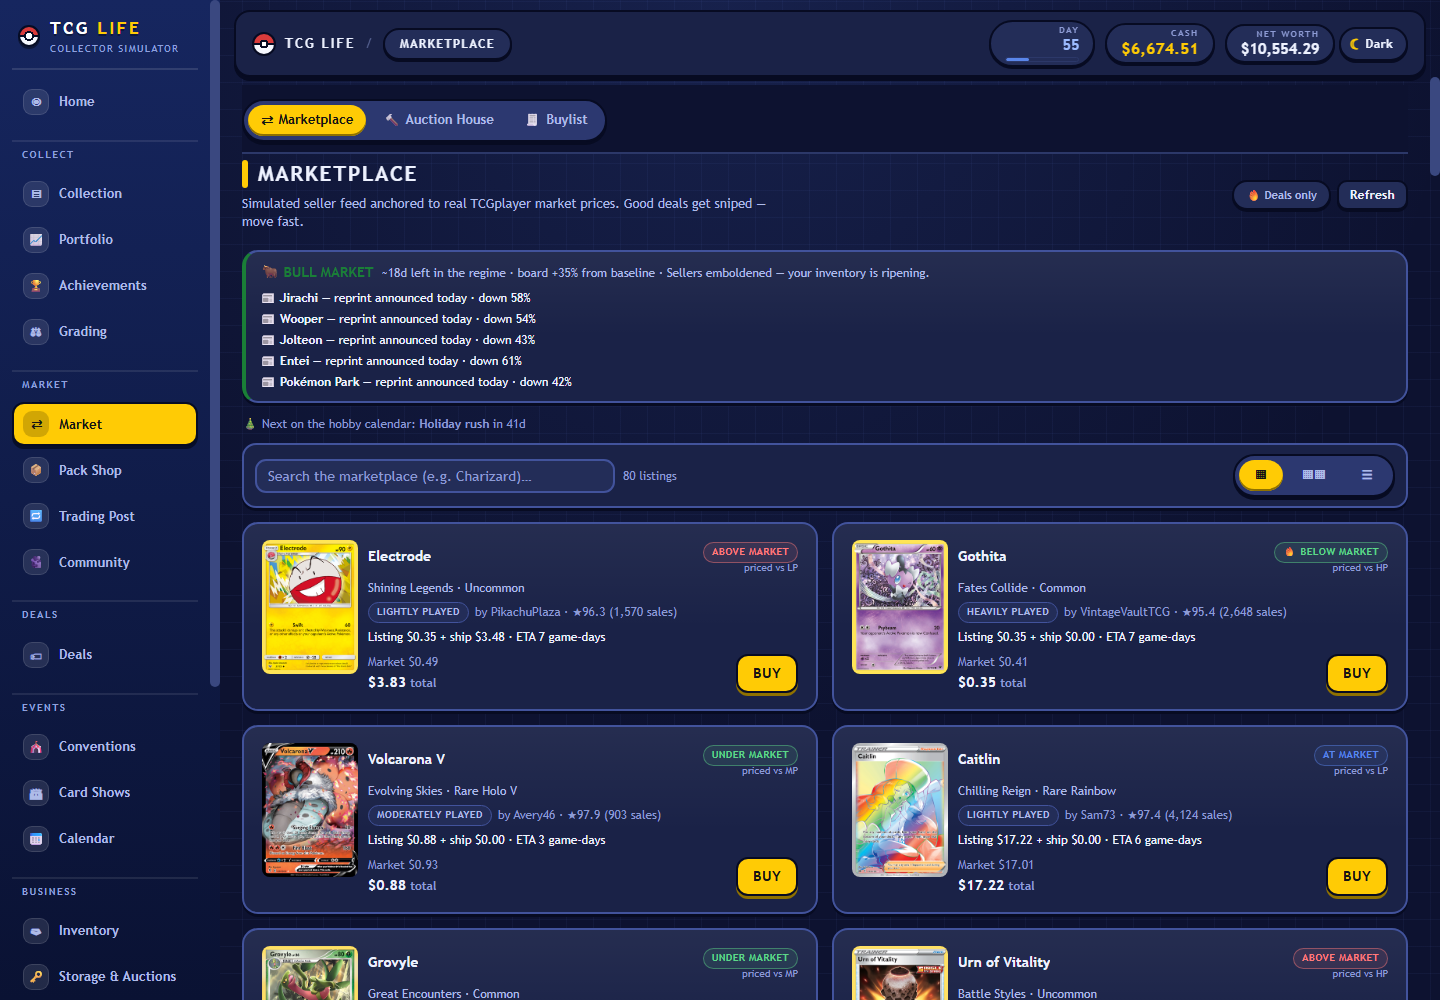 TCG LIFE
COLLECTOR SIMULATOR
Home
COLLECT
Collection
Portfolio
Achievements
Grading
MARKET
Market
Pack Shop
Trading Post
Community
DEALS
Deals
EVENTS
Conventions
Card Shows
Calendar
BUSINESS
Inventory
Storage & Auctions
TCG LIFE / MARKETPLACE
DAY
55
CASH
$6,674.51
NET WORTH
$10,554.29
Dark
Marketplace
Auction House
Buylist
MARKETPLACE
Simulated seller feed anchored to real TCGplayer market prices. Good deals get sniped —
move fast.
Deals only
Refresh
BULL MARKET ~18d left in the regime · board +35% from baseline · Sellers emboldened — your inventory is ripening.
Jirachi — reprint announced today · down 58%
Wooper — reprint announced today · down 54%
Jolteon — reprint announced today · down 43%
Entei — reprint announced today · down 61%
Pokémon Park — reprint announced today · down 42%
Next on the hobby calendar: Holiday rush in 41d
Search the marketplace (e.g. Charizard)...
80 listings
Electrode
ABOVE MARKET
priced vs LP
Shining Legends · Uncommon
LIGHTLY PLAYED by PikachuPlaza · ★96.3 (1,570 sales)
Listing $0.35 + ship $3.48 · ETA 7 game-days
Market $0.49
$3.83 total
BUY
Gothita
BELOW MARKET
priced vs HP
Fates Collide · Common
HEAVILY PLAYED by VintageVaultTCG · ★95.4 (2,648 sales)
Listing $0.35 + ship $0.00 · ETA 7 game-days
Market $0.41
$0.35 total
BUY
Volcarona V
UNDER MARKET
priced vs MP
Evolving Skies · Rare Holo V
MODERATELY PLAYED by Avery46 · ★97.9 (903 sales)
Listing $0.88 + ship $0.00 · ETA 3 game-days
Market $0.93
$0.88 total
BUY
Caitlin
AT MARKET
priced vs LP
Chilling Reign · Rare Rainbow
LIGHTLY PLAYED by Sam73 · ★97.4 (4,124 sales)
Listing $17.22 + ship $0.00 · ETA 6 game-days
Market $17.01
$17.22 total
BUY
Grovyle
UNDER MARKET
priced vs MP
Great Encounters · Common
Urn of Vitality
ABOVE MARKET
priced vs HP
Battle Styles · Uncommon